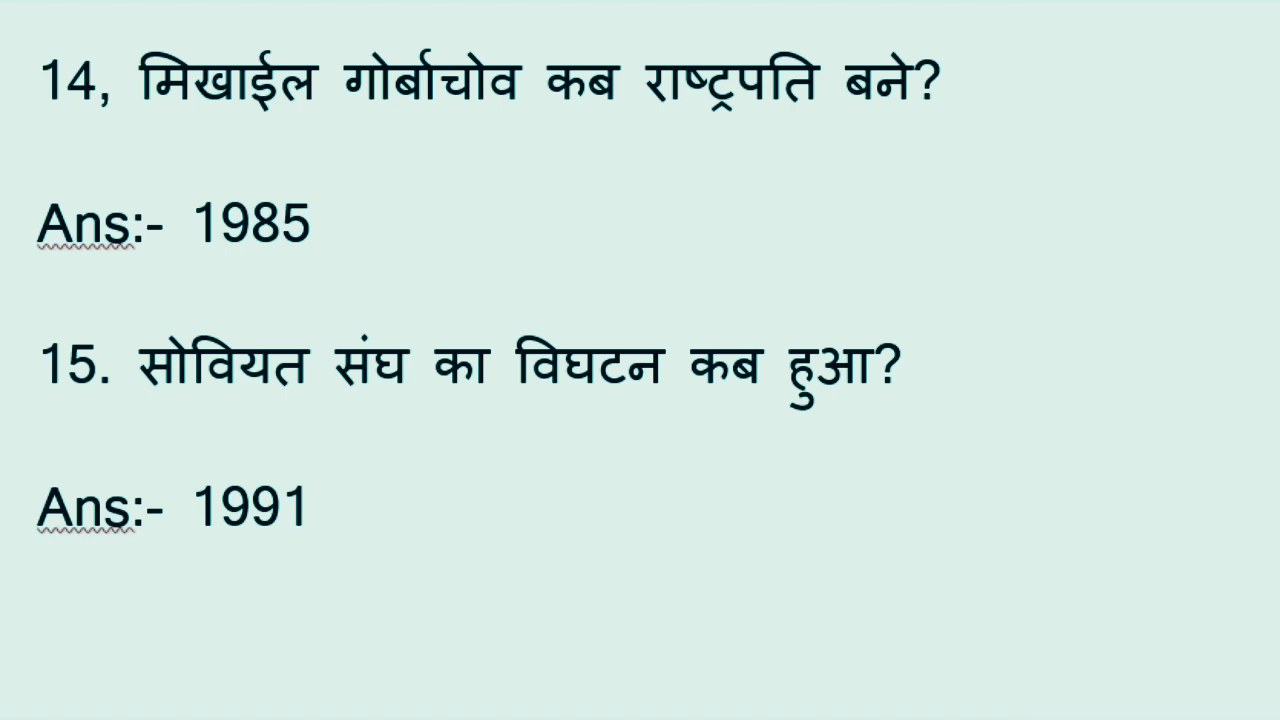 14, मिखाईल गोर्बाचोव कब राष्ट्रपति बने?
Ans:- 1985
15. सोवियत संघ का विघटन कब हुआ?
Ans:- 1991